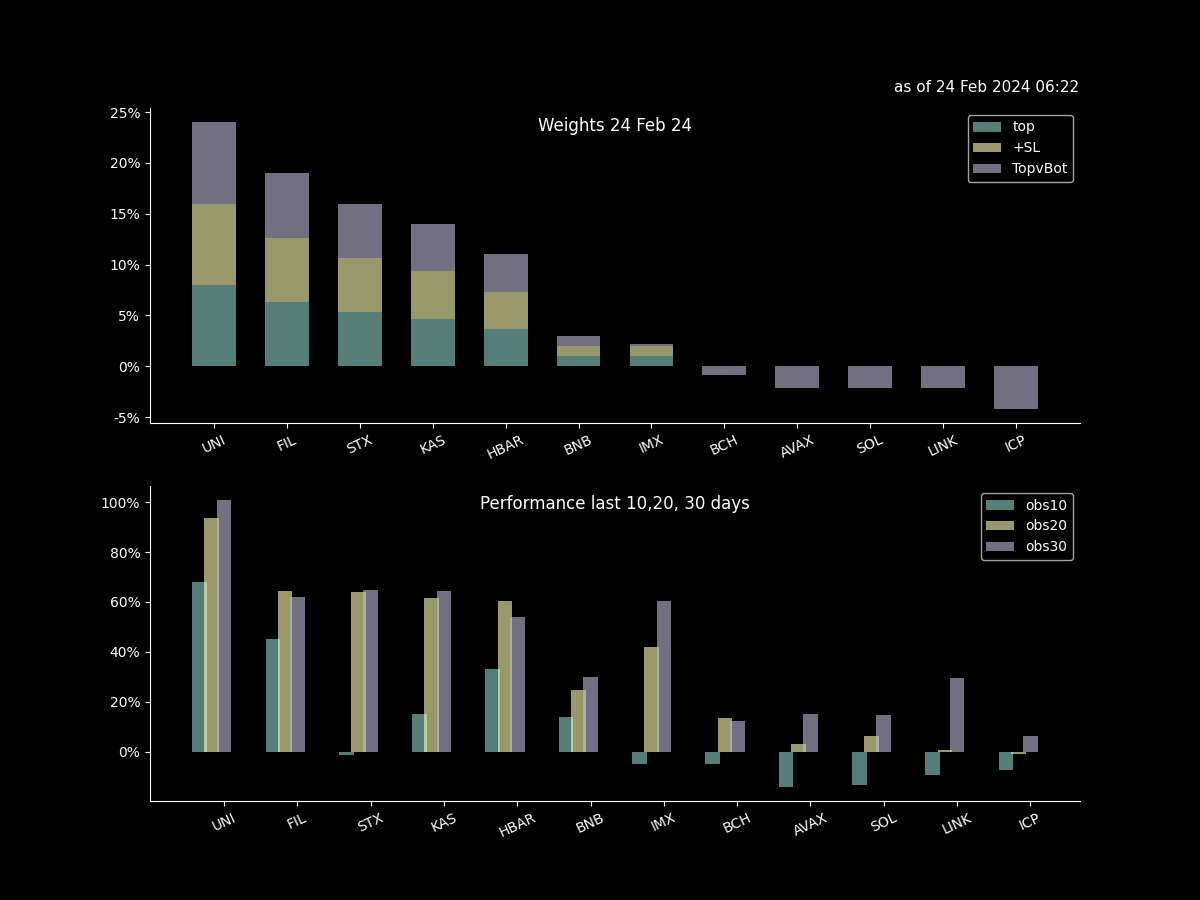 as of 24 Feb 2024 06:22
Weights 24 Feb 24
25%
20%
15%
10%
5%
0%
-5%
top
+SL
TopvBot
UNI FIL STX KAS HBAR BNB IMX BCH AVAX SOL LINK ICP
Performance last 10,20, 30 days
100%
80%
60%
40%
20%
0%
obs10
obs20
obs30
UNI FIL STX KAS HBAR BNB IMX BCH AVAX SOL LINK ICP